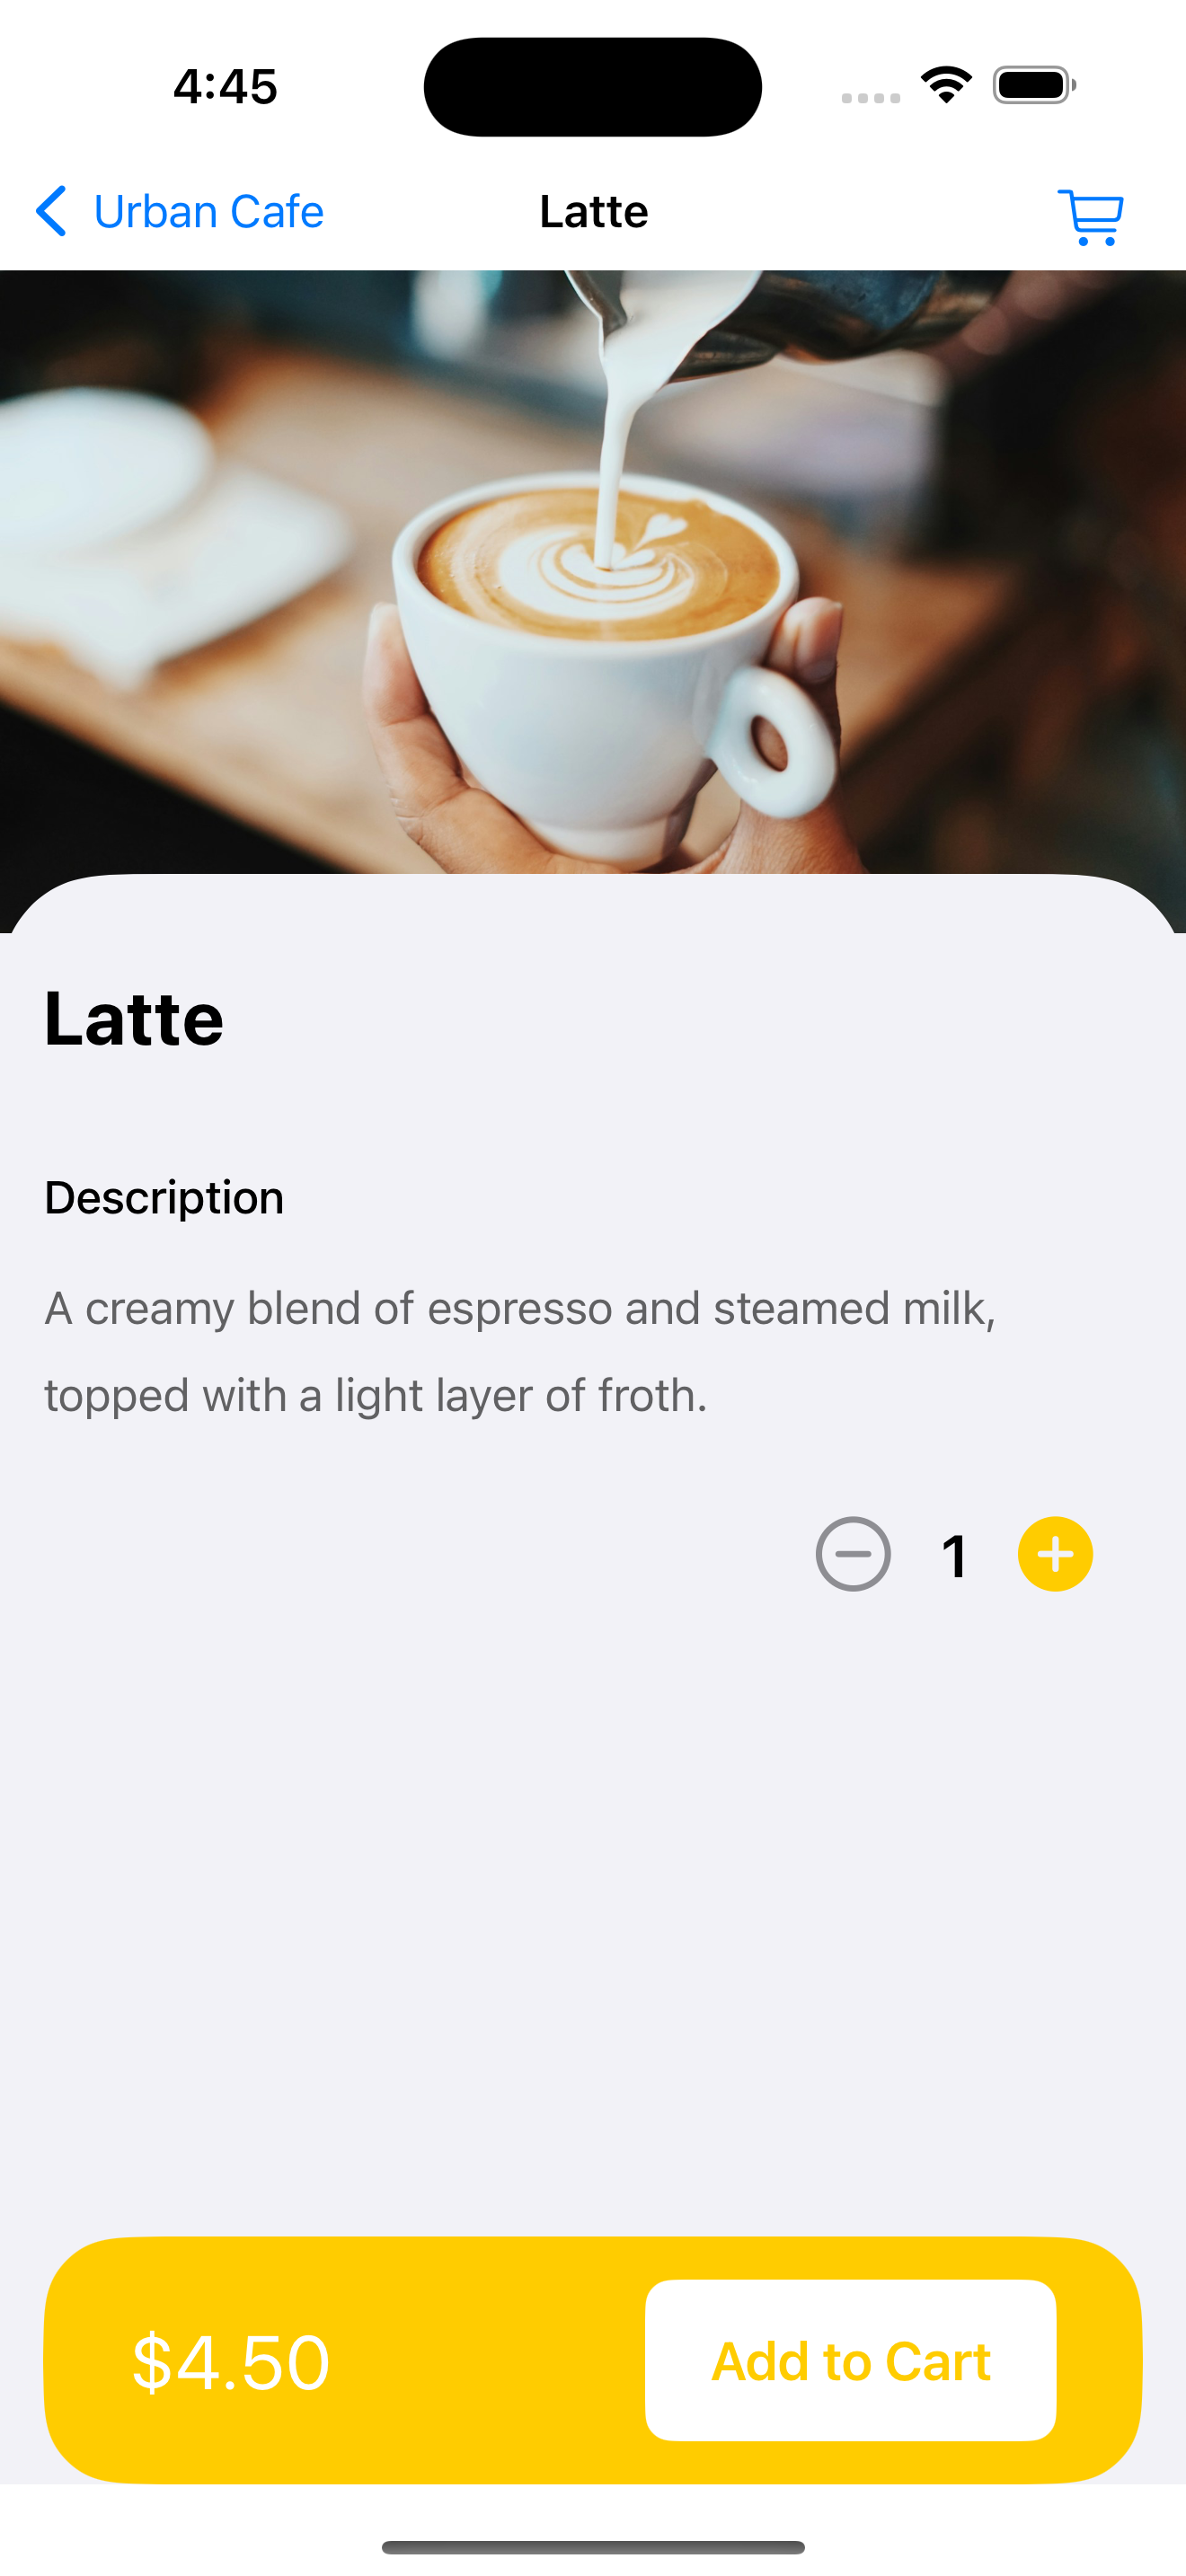 4:45
Urban Cafe
Latte
Latte
Description
A creamy blend of espresso and steamed milk,
topped with a light layer of froth.
1
$4.50
Add to Cart